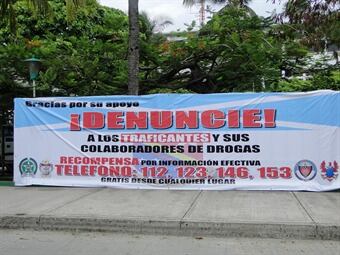 Gracias por su apoyo
¡DENUNCIE!
A LOS TRAFICANTES Y SUS
COLABORADORES DE DROGAS
RECOMPENSA POR INFORMACIÓN EFECTIVA
TELEFONO: 112, 123, 146, 153
GRATIS DESDE CUALQUIER LUGAR